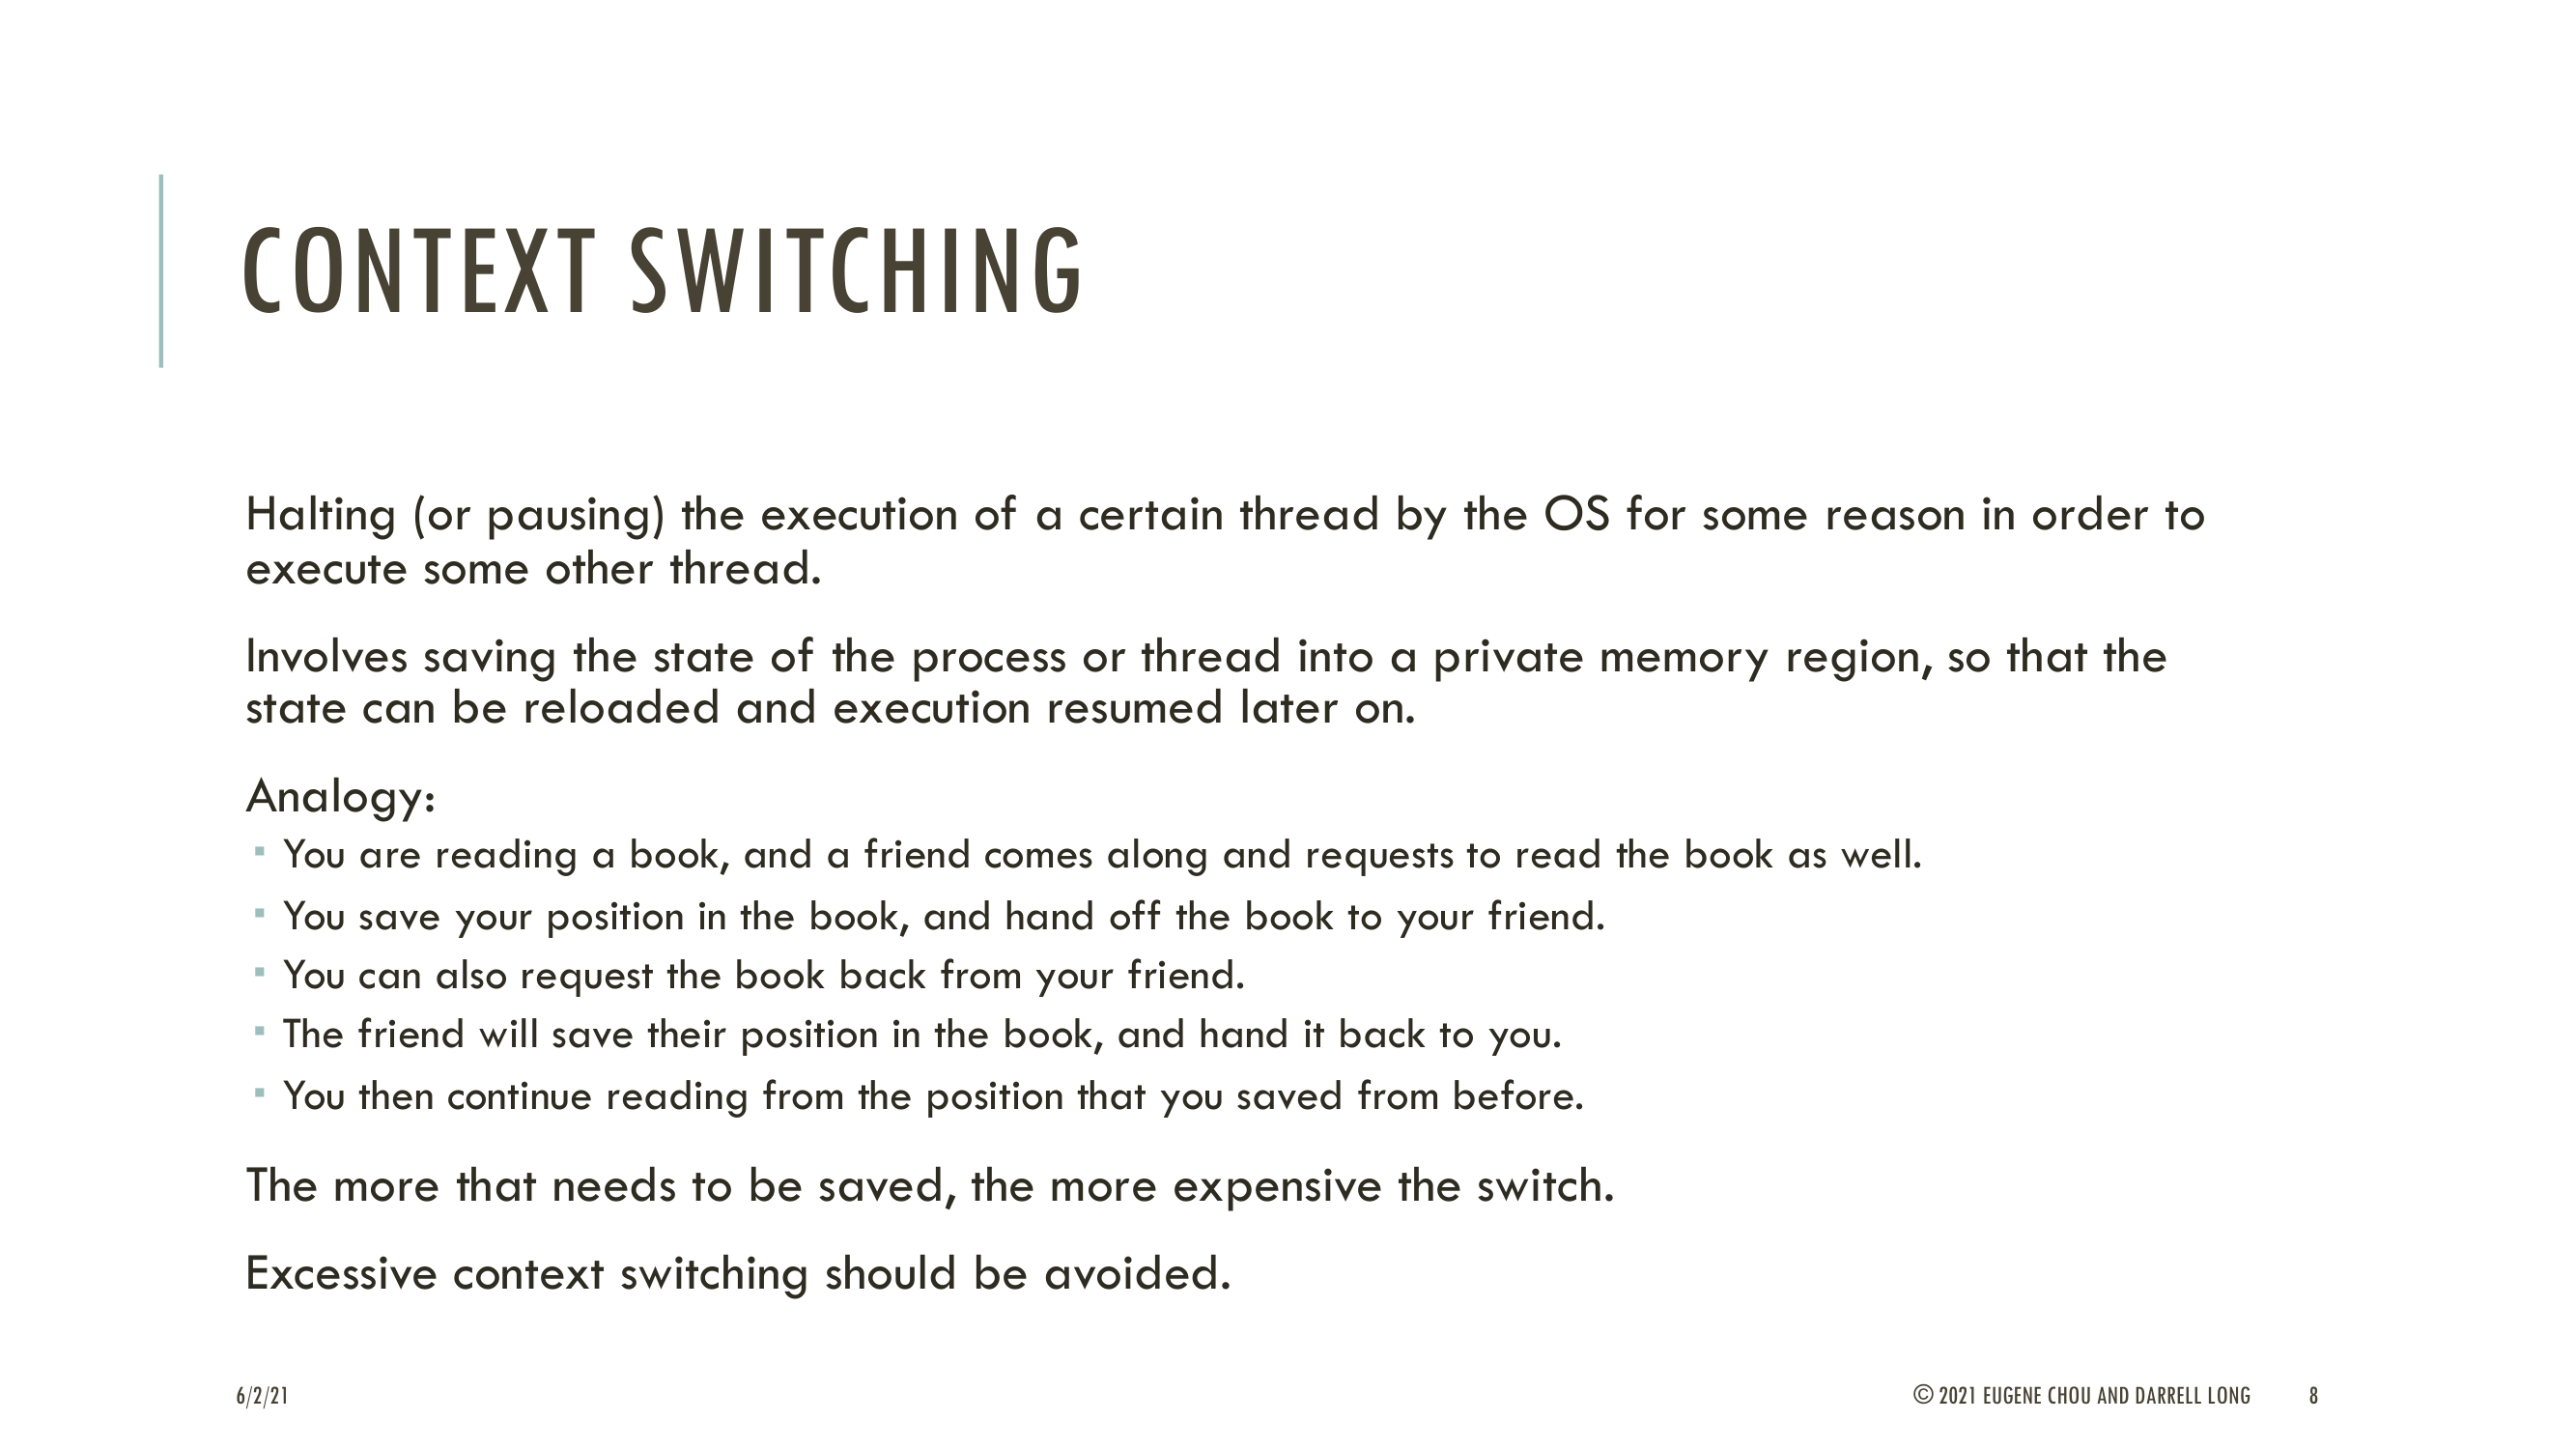 CONTEXT SWITCHING
Halting (or pausing) the execution of a certain thread by the OS for some reason in order to
execute some other thread.
Involves saving the state of the process or thread into a private memory region, so that the
state can be reloaded and execution resumed later on.
Analogy:
▪ You are reading a book, and a friend comes along and requests to read the book as well.
▪ You save your position in the book, and hand off the book to your friend.
▪ You can also request the book back from your friend.
▪ The friend will save their position in the book, and hand it back to you.
▪ You then continue reading from the position that you saved from before.
The more that needs to be saved, the more expensive the switch.
Excessive context switching should be avoided.
6/2/21 © 2021 EUGENE CHOU AND DARRELL LONG 8